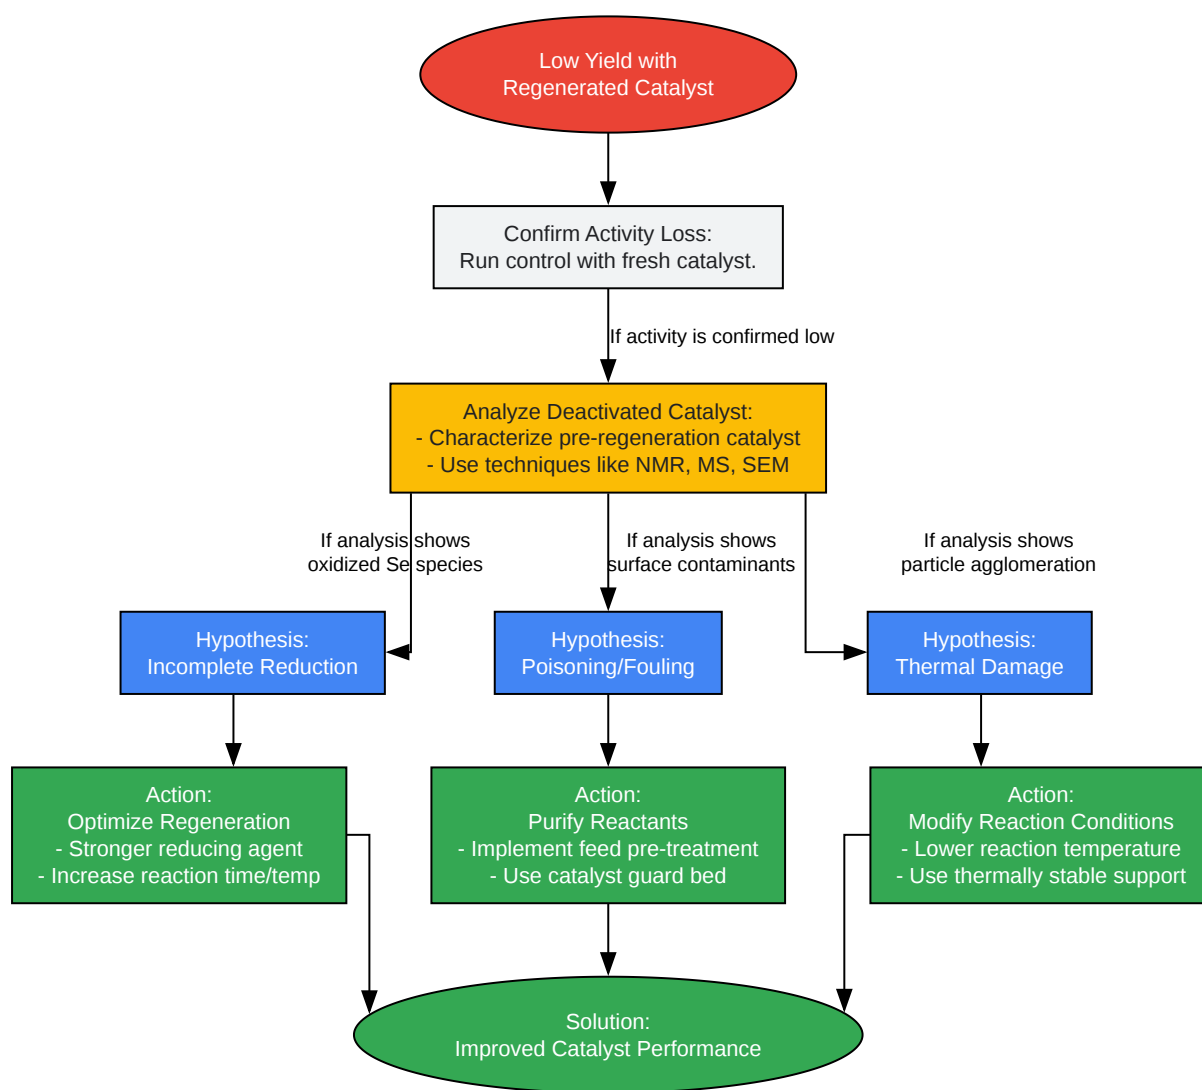 Low Yield with
Regenerated Catalyst
Confirm Activity Loss:
Run control with fresh catalyst.
If activity is confirmed low
Analyze Deactivated Catalyst:
- Characterize pre-regeneration catalyst
- Use techniques like NMR, MS, SEM
If analysis shows
oxidized Se species
If analysis shows
surface contaminants
If analysis shows
particle agglomeration
Hypothesis:
Incomplete Reduction
Hypothesis:
Poisoning/Fouling
Hypothesis:
Thermal Damage
Action:
Optimize Regeneration
- Stronger reducing agent
- Increase reaction time/temp
Action:
Purify Reactants
- Implement feed pre-treatment
- Use catalyst guard bed
Action:
Modify Reaction Conditions
- Lower reaction temperature
- Use thermally stable support
Solution:
Improved Catalyst Performance